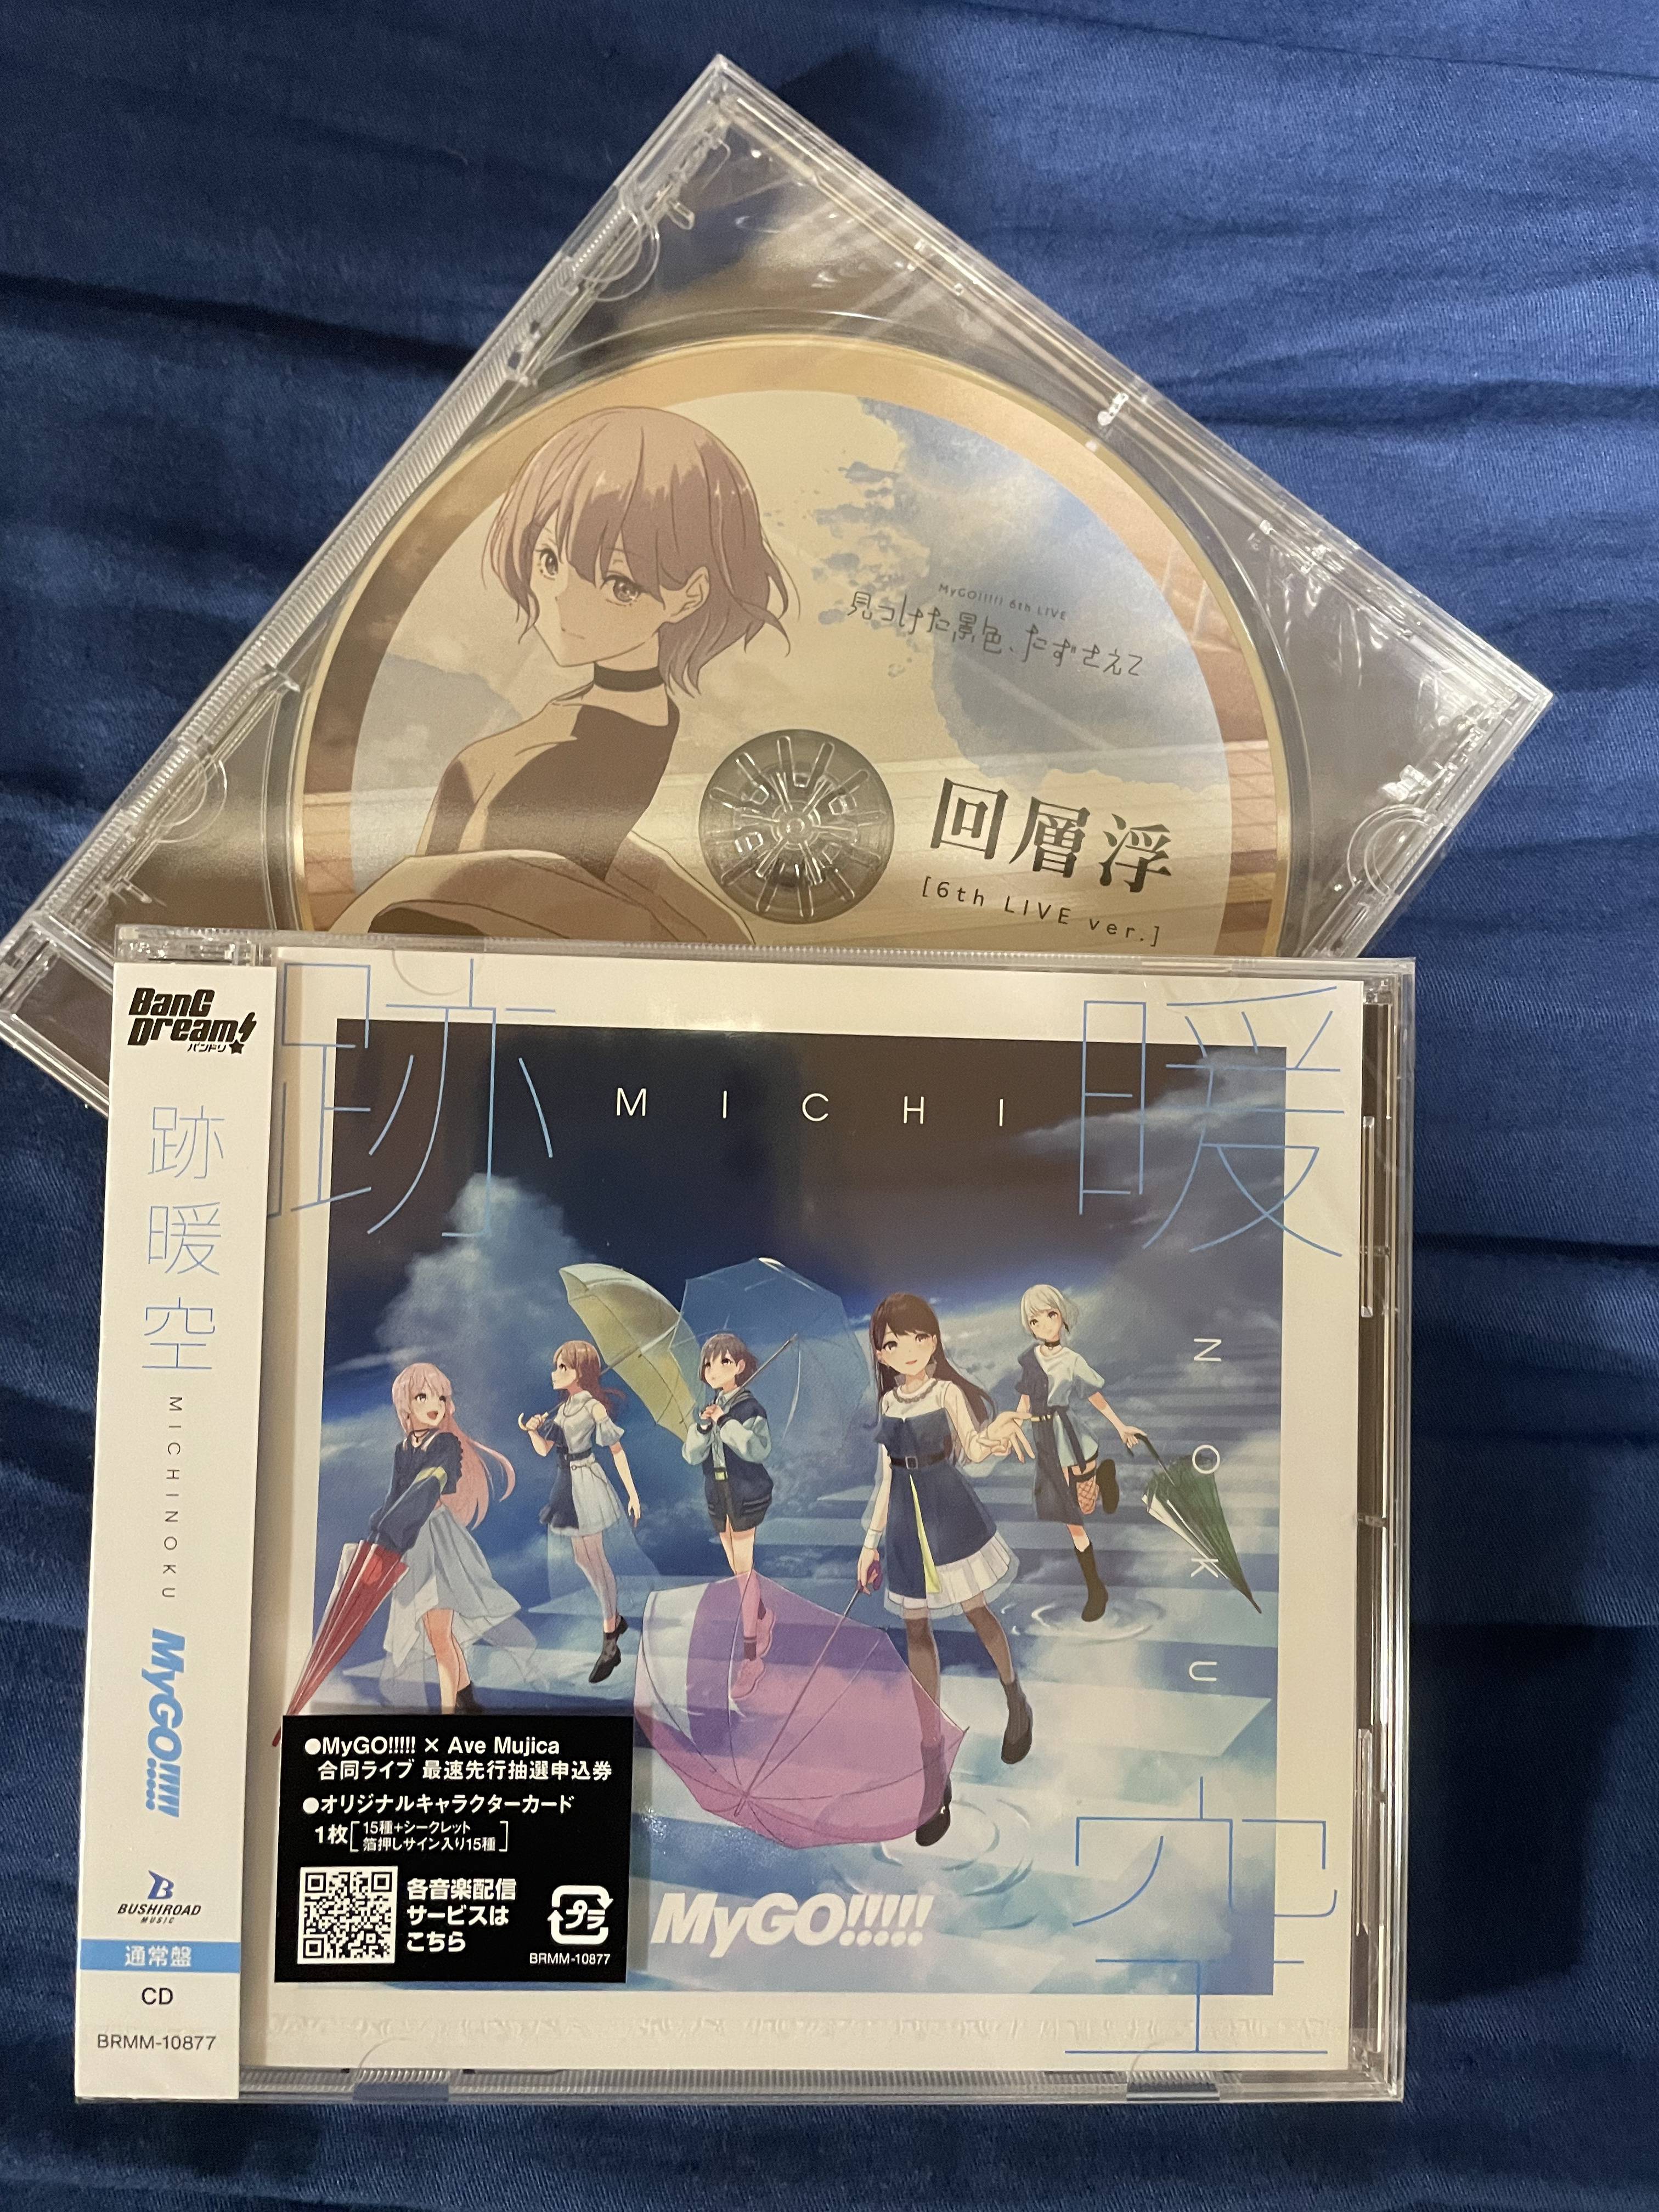 MyGO!!!!! 6th LIVE
見つけた景色、たずさえて
回層浮
[6th LIVE ver.]
BanG
Dream!
バンドリ
跡暖空
MICHINOKU
MyGO!!!!!
BUSHIROAD
MUSIC
通常盤
CD
BRMM-10877
跡 暖
MICHI
NOKU
空
●MyGO!!!!! × Ave Mujica
合同ライブ 最速先行抽選申込券
●オリジナルキャラクターカード
1枚[15種+シークレット
箔押しサイン入り15種]
各音楽配信
サービスは
こちら
プラ
BRMM-10877
MyGO!!!!!